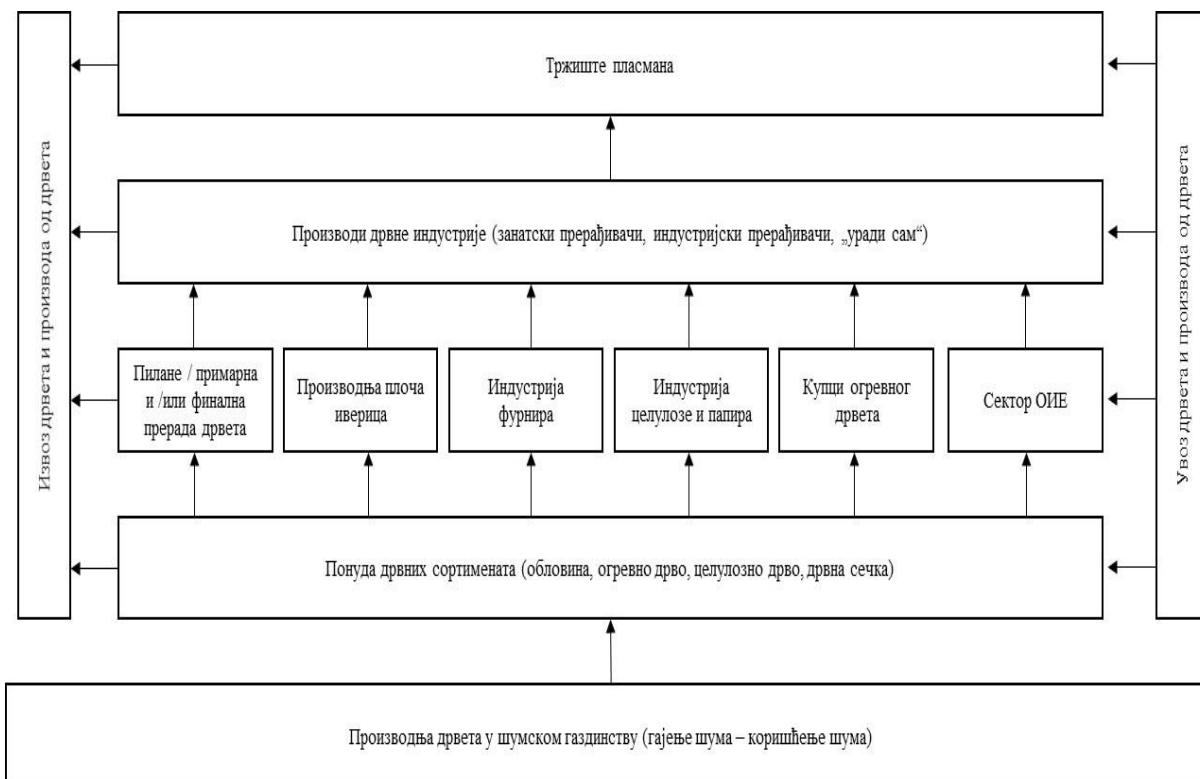 Тржиште пласмана
Извоз дрвета и производа од дрвета
Увоз дрвета и производа од дрвета
Производи дрвне индустрије (занатски прерађивачи, индустријски прерађивачи, „уради сам“)
Пилане / примарна
и /или финална
прерада дрвета
Производња плоча
иверица
Индустрија
фурнира
Индустрија
целулозе и папира
Купци огревног
дрвета
Сектор ОИЕ
Понуда дрвних сортимената (обловина, огревно дрво, целулозно дрво, дрвна сечка)
Производња дрвета у шумском газдинству (гајење шума – коришћење шума)